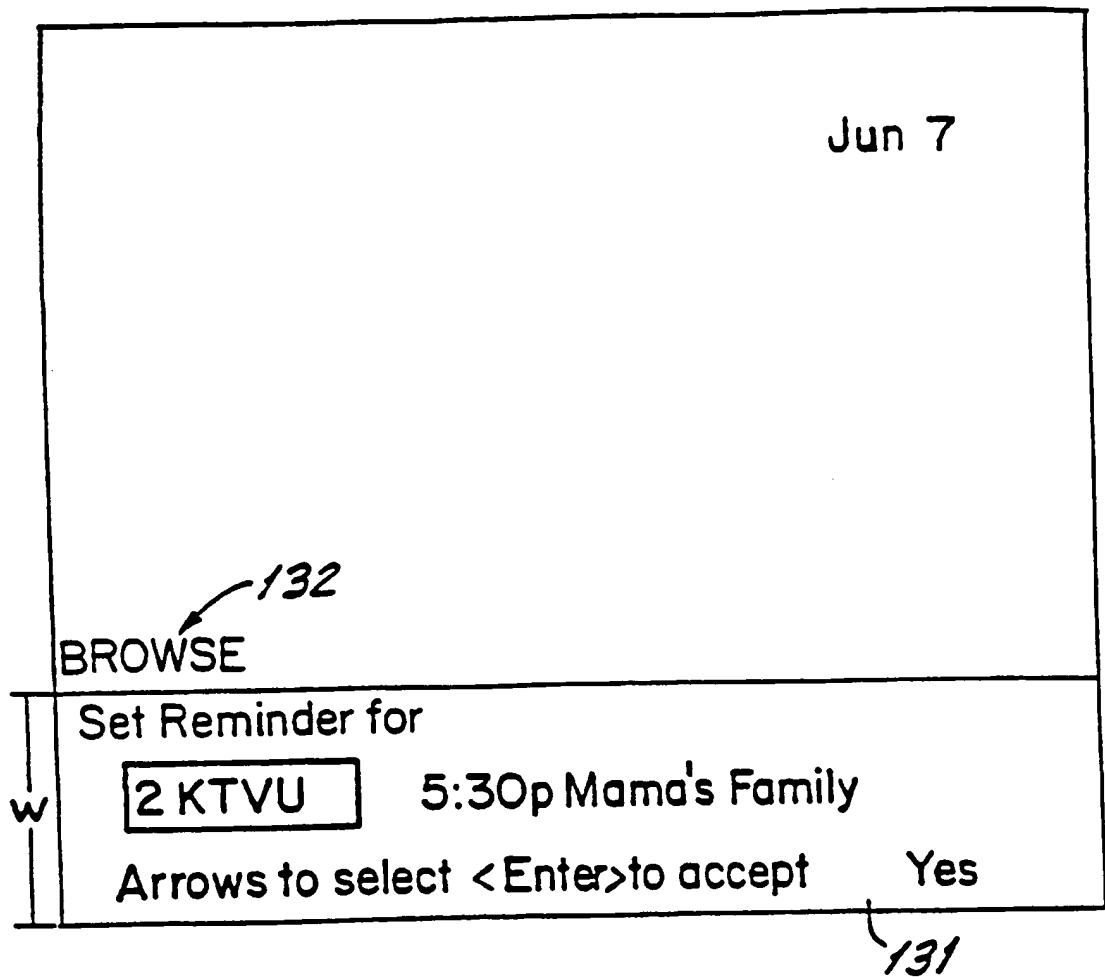 Jun 7
132
BROWSE
Set Reminder for
W
2 KTVU 5:30p Mama's Family
Arrows to select <Enter>to accept Yes
131